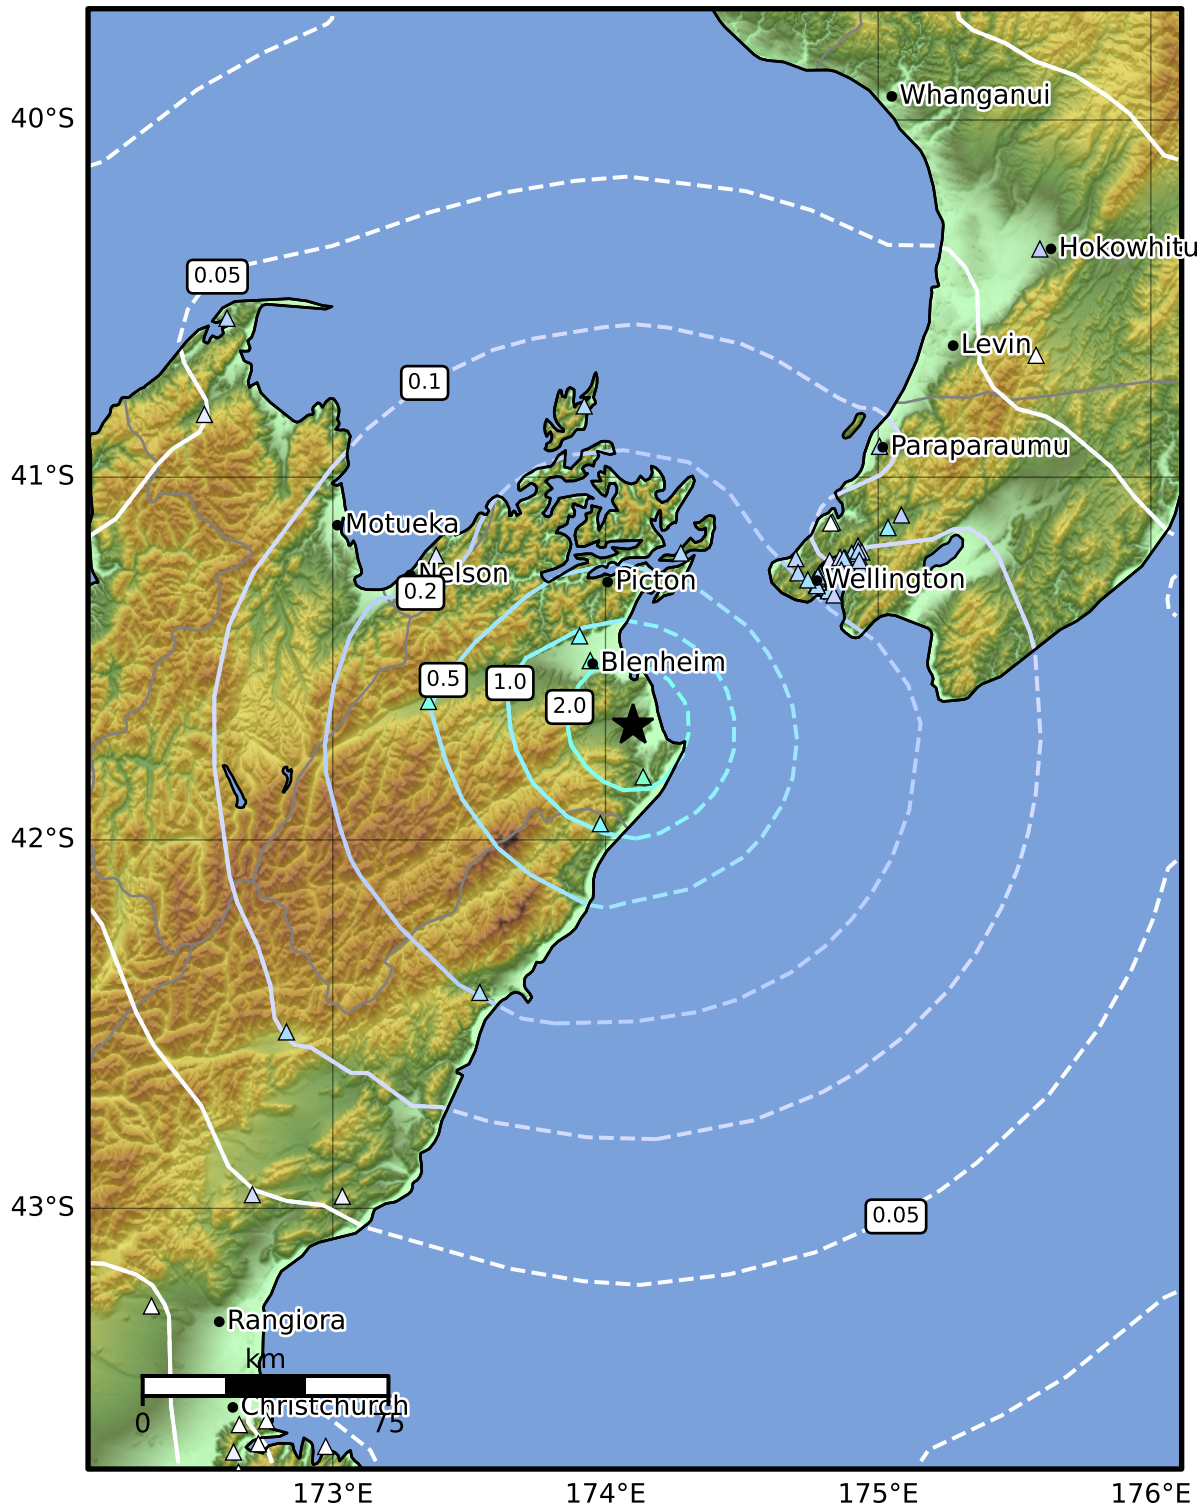 Whanganui
40°S
Hokowhitu
0.05
Levin
0.1
Paraparaumu
41°S
Motueka
Nelson
Picton
Wellington
0.2
Blenheim
0.5
1.0
2.0
42°S
43°S
0.05
Rangiora
km
Christchurch
0
75
173°E
174°E
175°E
176°E